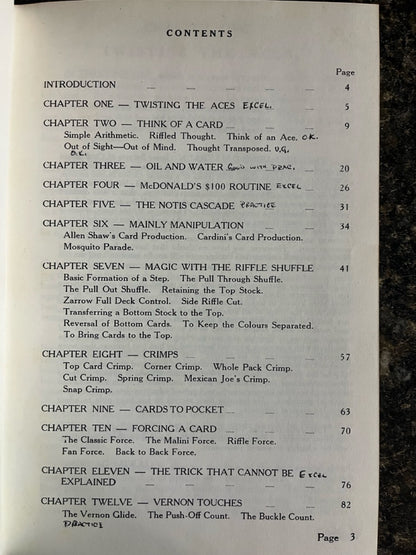 CONTENTS
Page
INTRODUCTION — — — — — 4
CHAPTER ONE — TWISTING THE ACES EXCEL. — 5
CHAPTER TWO — THINK OF A CARD — — — 9
Simple Arithmetic. Riffled Thought. Think of an Ace. O.K.
Out of Sight—Out of Mind. Thought Transposed. V.G.
O.K.
CHAPTER THREE — OIL AND WATER GOOD WITH PRAC. — 20
CHAPTER FOUR — McDONALD'S $100 ROUTINE EXCEL — 26
CHAPTER FIVE — THE NOTIS CASCADE PRACTICE — 31
CHAPTER SIX — MAINLY MANIPULATION — — 34
Allen Shaw's Card Production. Cardini's Card Production.
Mosquito Parade.
CHAPTER SEVEN — MAGIC WITH THE RIFFLE SHUFFLE 41
Basic Formation of a Step. The Pull Through Shuffle.
The Pull Out Shuffle. Retaining the Top Stock.
Zarrow Full Deck Control. Side Riffle Cut.
Transferring a Bottom Stock to the Top.
Reversal of Bottom Cards. To Keep the Colours Separated.
To Bring Cards to the Top.
CHAPTER EIGHT — CRIMPS — — — — 57
Top Card Crimp. Corner Crimp. Whole Pack Crimp.
Cut Crimp. Spring Crimp. Mexican Joe's Crimp.
Snap Crimp.
CHAPTER NINE — CARDS TO POCKET — — — 63
CHAPTER TEN — FORCING A CARD — — — 70
The Classic Force. The Malini Force. Riffle Force.
Fan Force. Back to Back Force.
CHAPTER ELEVEN — THE TRICK THAT CANNOT BE EXCEL
EXPLAINED — — — — — 76
CHAPTER TWELVE — VERNON TOUCHES — — 82
The Vernon Glide. The Push-Off Count. The Buckle Count.
PRACTICE
Page 3